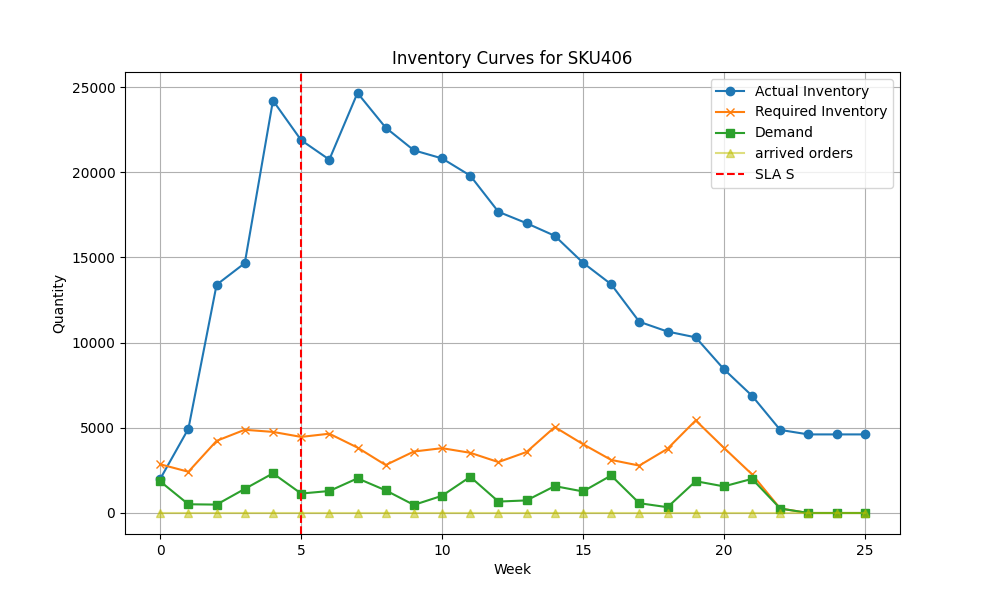 Inventory Curves for SKU406
Actual Inventory
Required Inventory
Demand
arrived orders
SLA S
Quantity
25000
20000
15000
10000
5000
0
0 5 10 15 20 25
Week